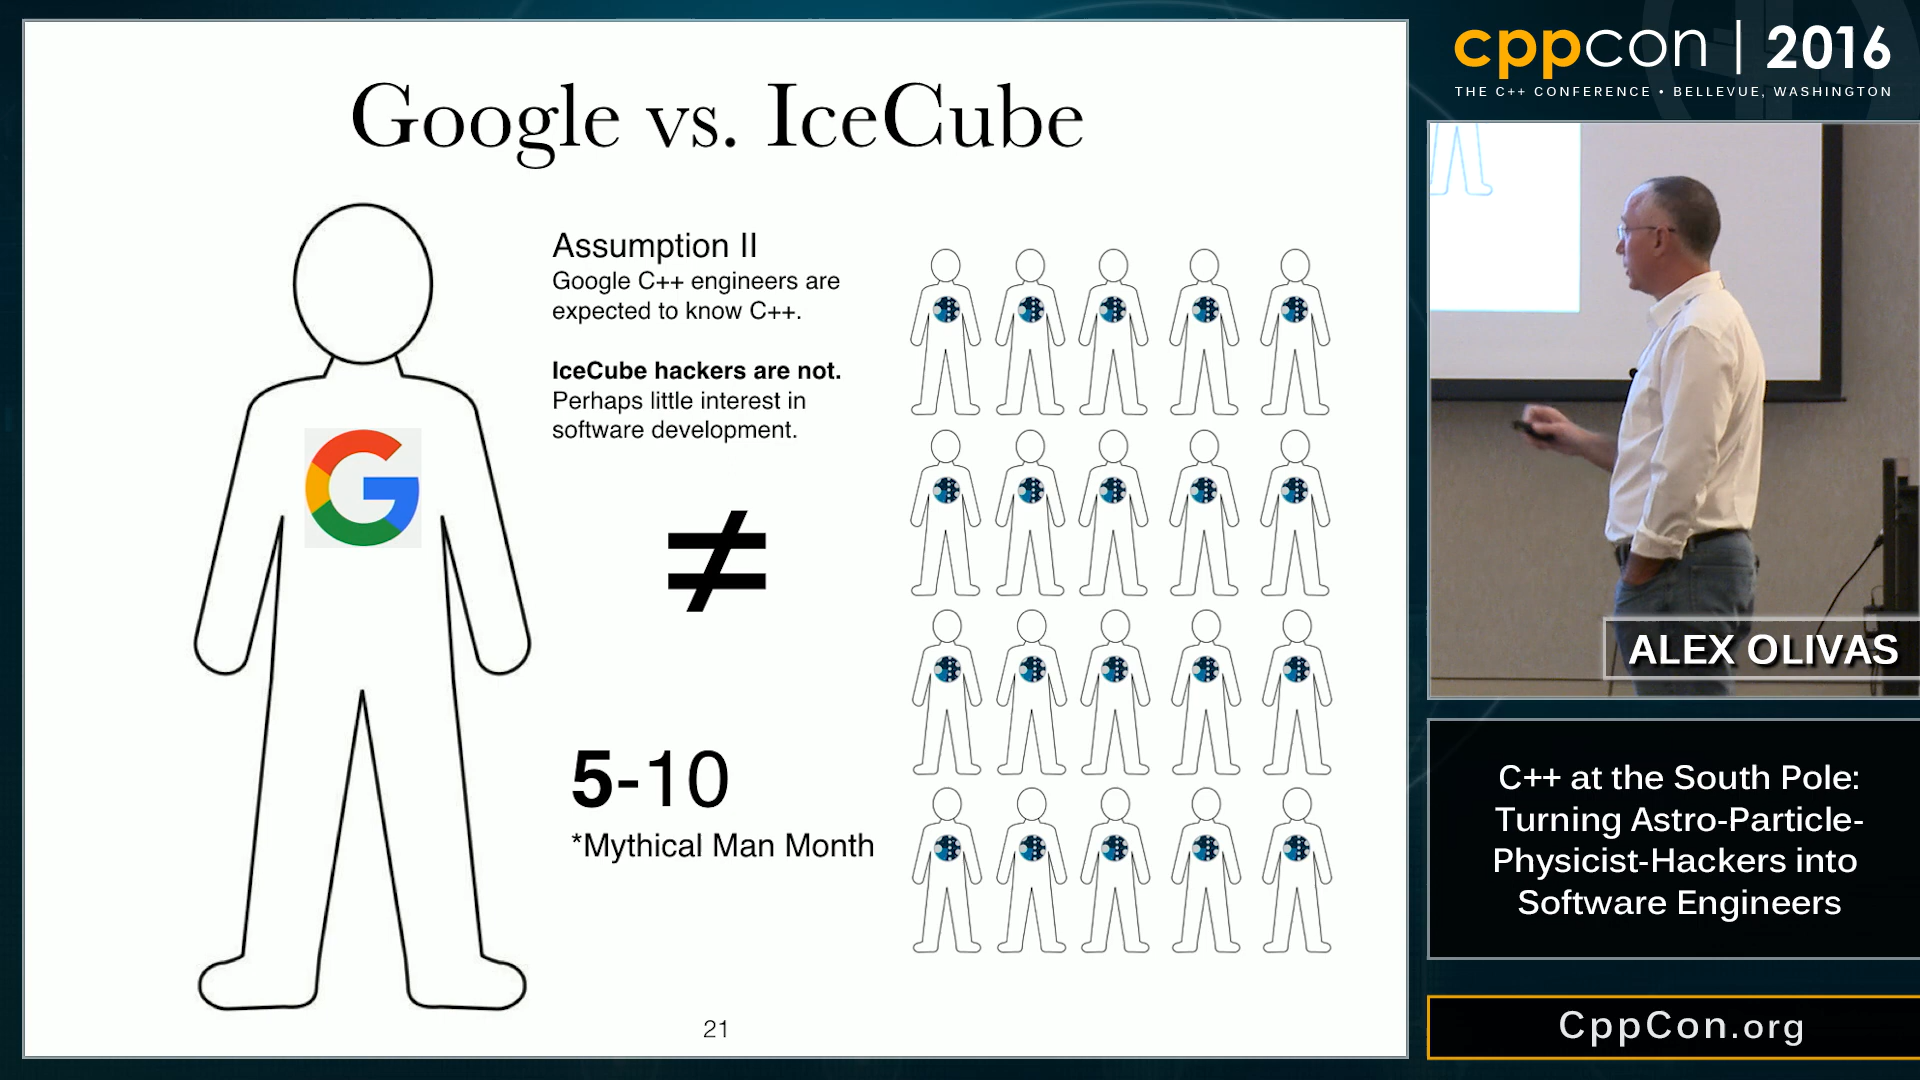 Google vs. IceCube
Assumption II
Google C++ engineers are
expected to know C++.
IceCube hackers are not.
Perhaps little interest in
software development.
≠
5-10
*Mythical Man Month
21
cppcon | 2016
THE C++ CONFERENCE • BELLEVUE, WASHINGTON
ALEX OLIVAS
C++ at the South Pole:
Turning Astro-Particle-
Physicist-Hackers into
Software Engineers
CppCon.org